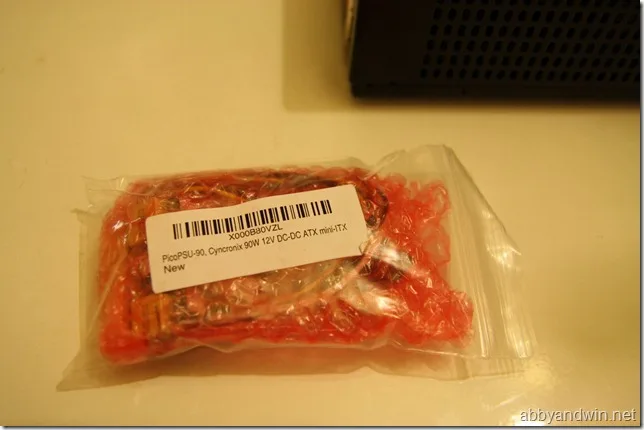 X000B80VZL
PicoPSU-90, Cyncronix 90W 12V DC-DC ATX mini-ITX
New
abbyandwin.net